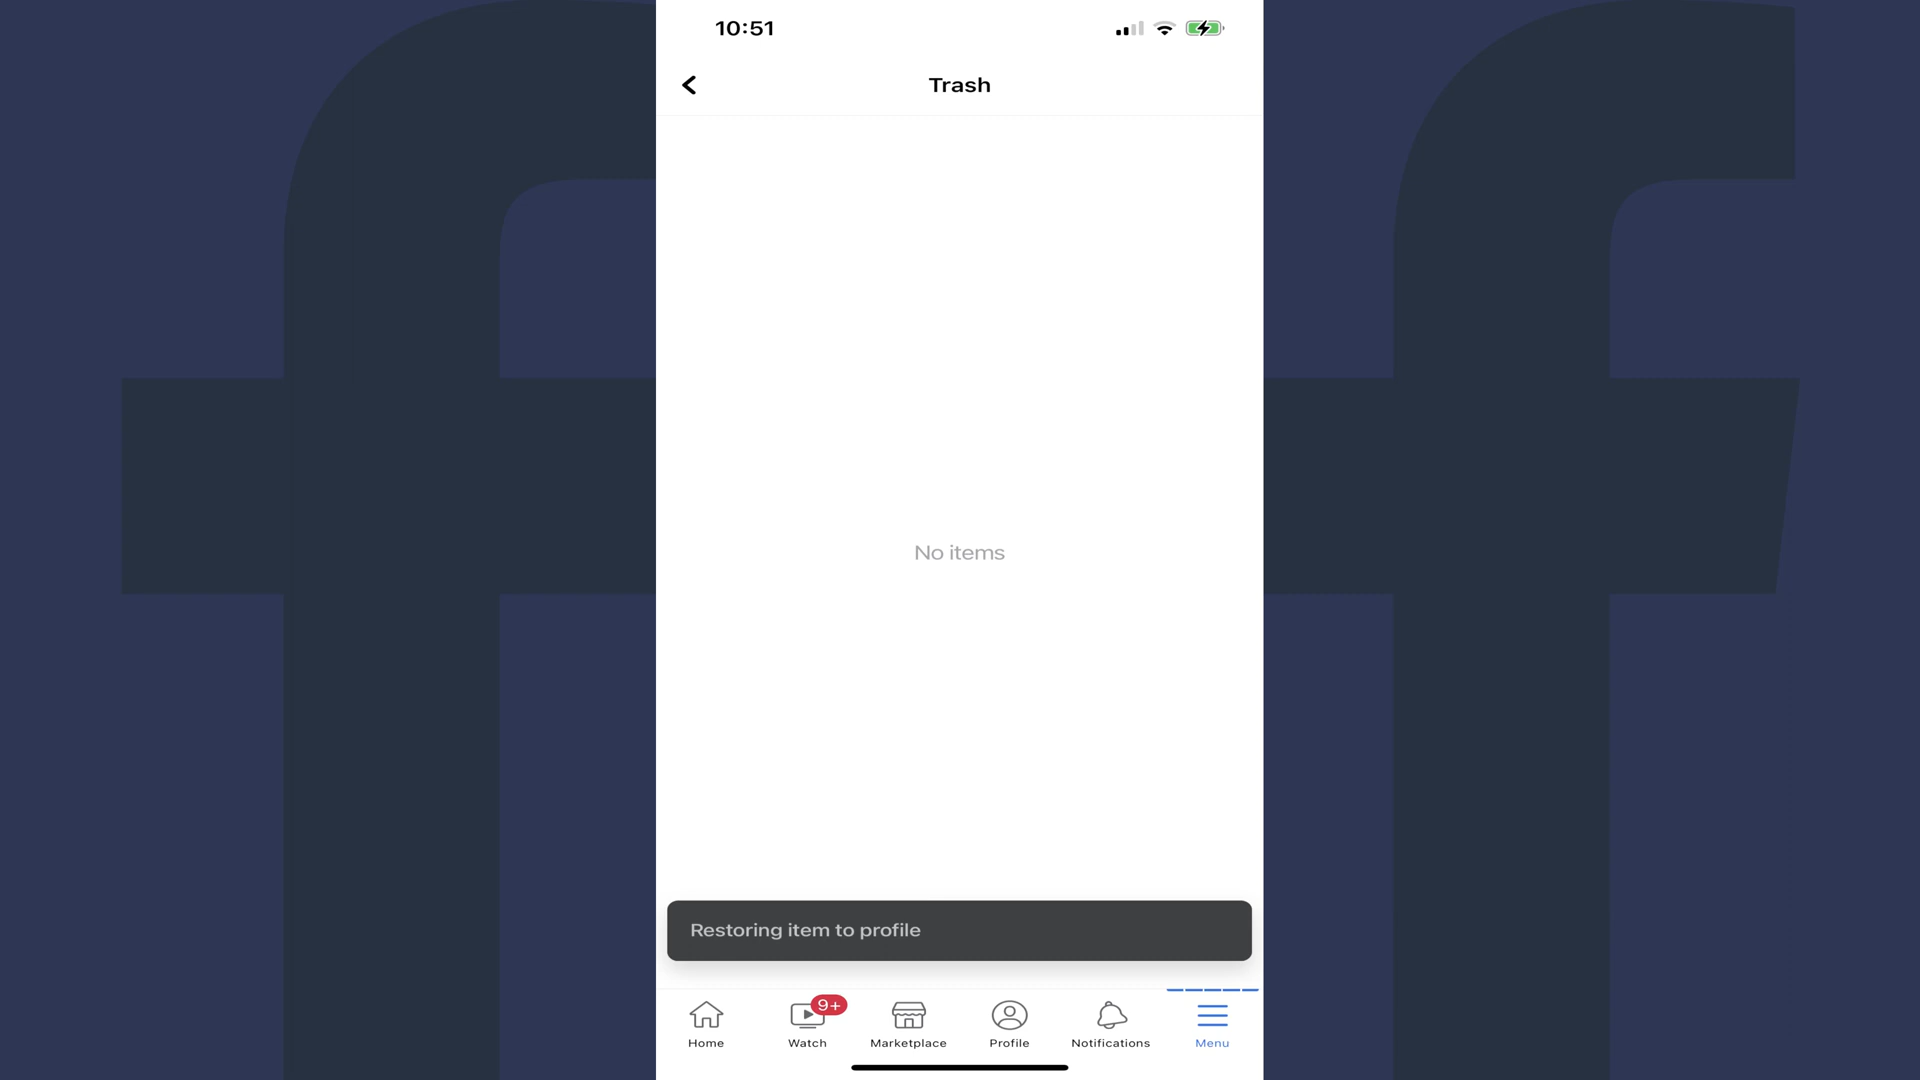 10:51
Trash
No items
Restoring item to profile
9+
Home
Watch
Marketplace
Profile
Notifications
Menu